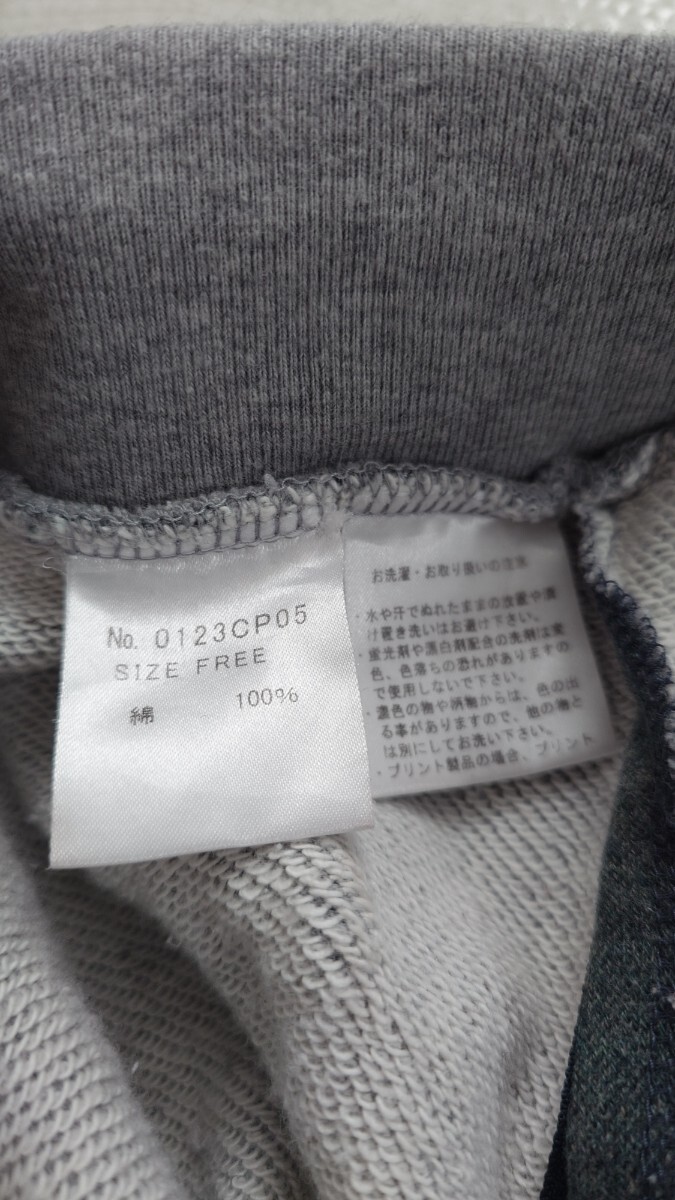 No. 0123CP05
SIZE FREE
綿 100%
お洗濯・お取り扱いの注意
・水や汗でぬれたままの放置や漬
け置き洗いはお避け下さい。
・蛍光剤や漂白剤配合の洗剤は変
色、色落ちの恐れがありますの
で使用しないで下さい。
・濃色の物や柄物からは、色の出
る事がありますので、他の物と
は別にしてお洗い下さい。
・プリント製品の場合、プリント